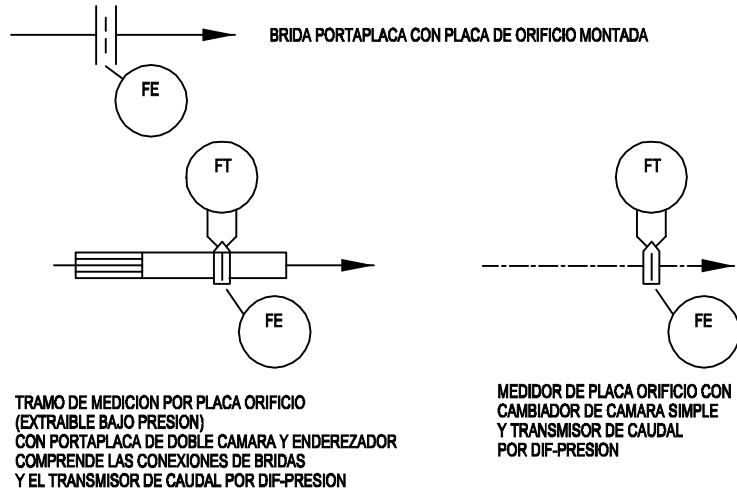 BRIDA PORTAPLACA CON PLACA DE ORIFICIO MONTADA
FE
FT
FE
TRAMO DE MEDICION POR PLACA ORIFICIO
(EXTRAIBLE BAJO PRESION)
CON PORTAPLACA DE DOBLE CAMARA Y ENDEREZADOR
COMPRENDE LAS CONEXIONES DE BRIDAS
Y EL TRANSMISOR DE CAUDAL POR DIF-PRESION
FT
FE
MEDIDOR DE PLACA ORIFICIO CON
CAMBIADOR DE CAMARA SIMPLE
Y TRANSMISOR DE CAUDAL
POR DIF-PRESION